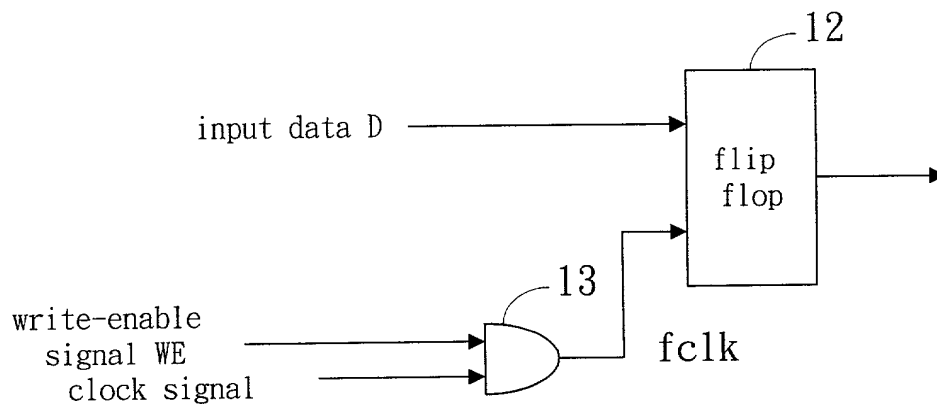 12
input data D
flip
flop
13
write-enable
signal WE
fclk
clock signal